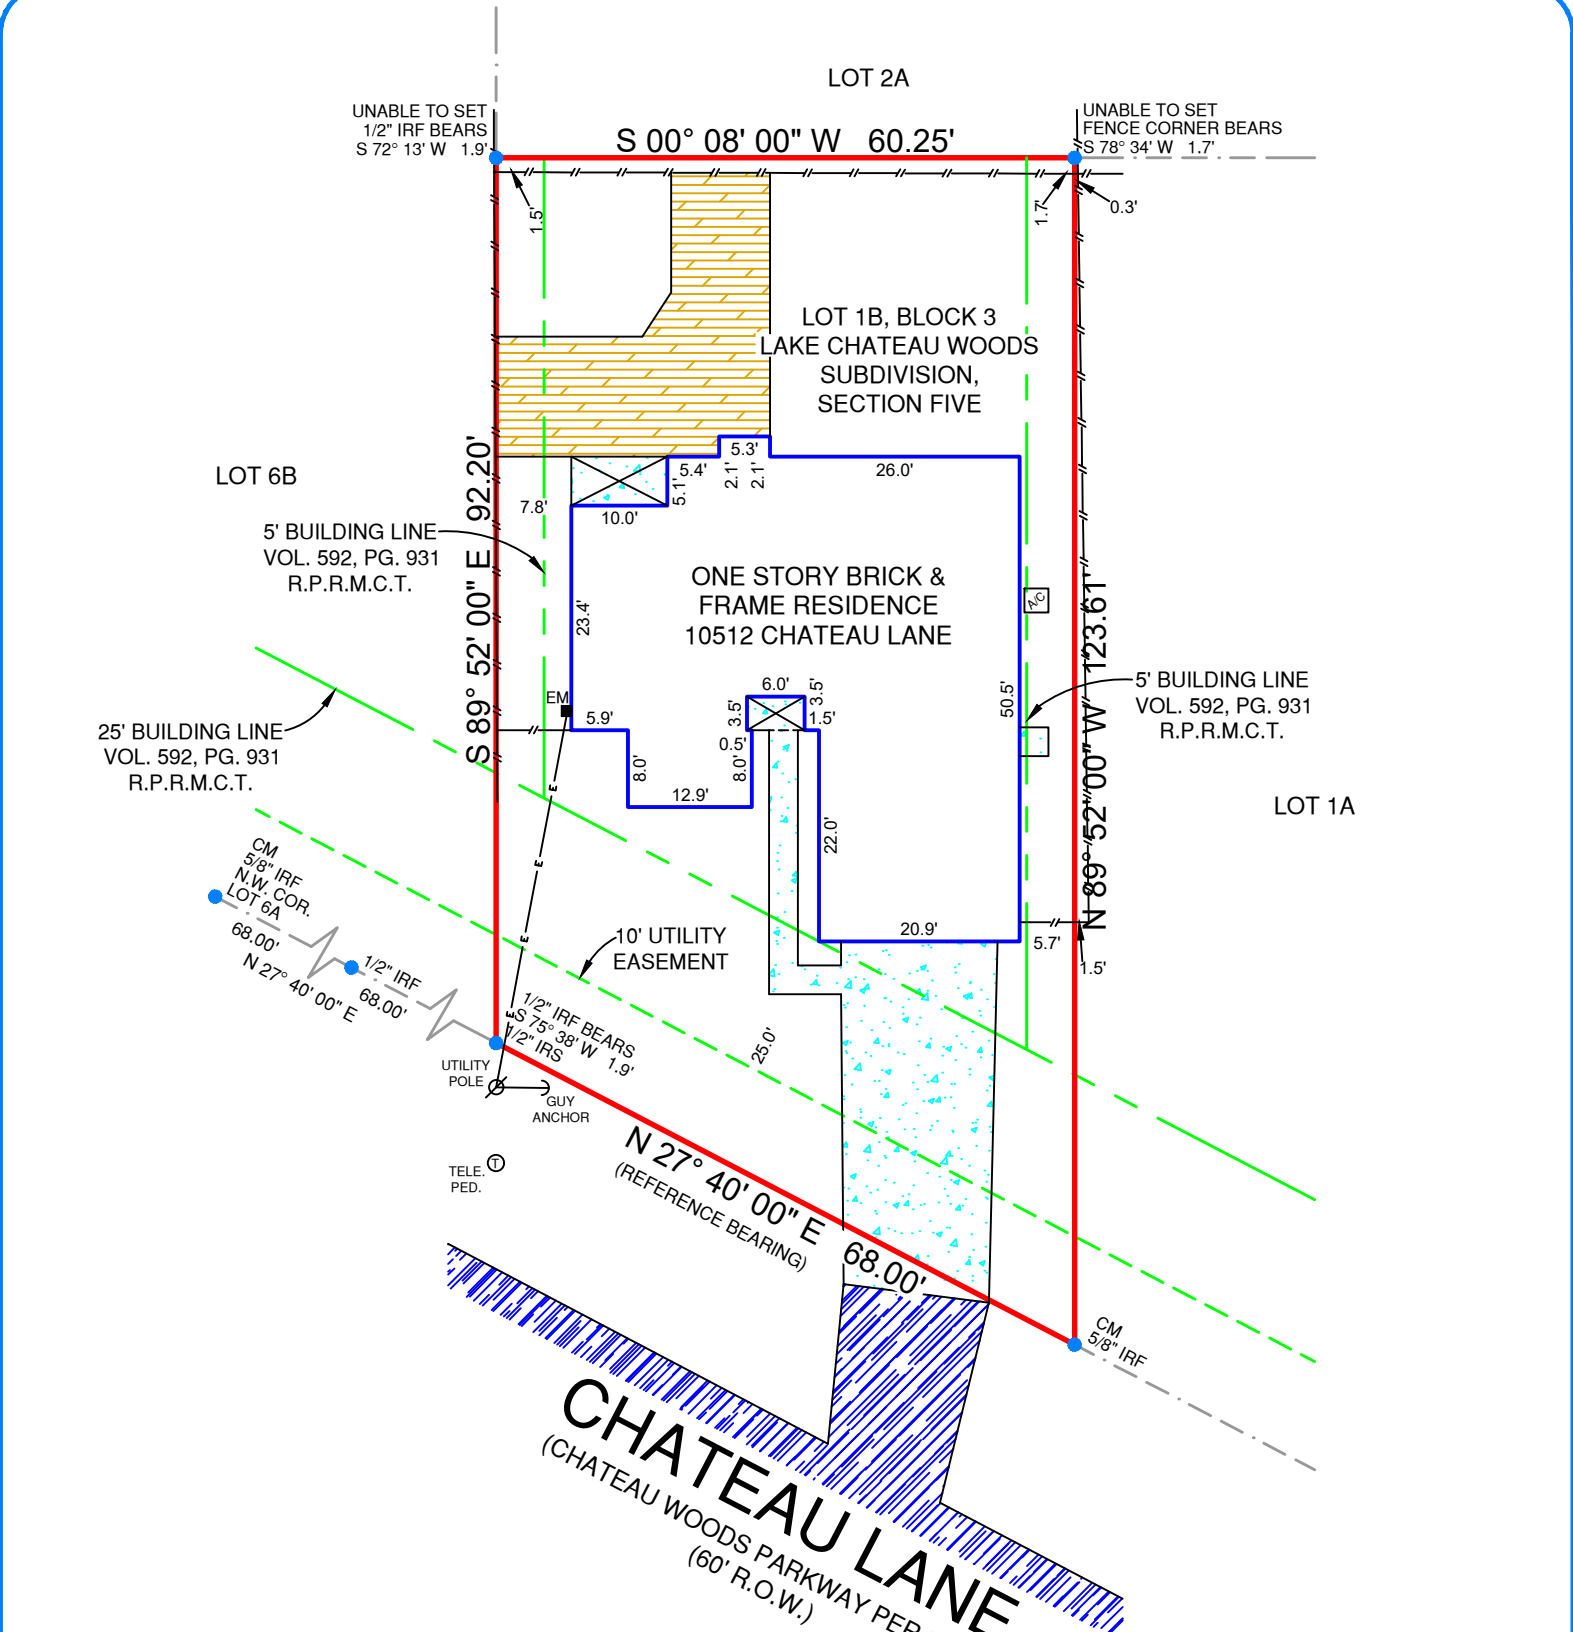 LOT 2A
UNABLE TO SET
1/2" IRF BEARS
S 72° 13' W 1.9'
S 00° 08' 00" W 60.25'
UNABLE TO SET
FENCE CORNER BEARS
S 78° 34' W 1.7'
1.5'
1.7'
0.3'
LOT 1B, BLOCK 3
LAKE CHATEAU WOODS
SUBDIVISION,
SECTION FIVE
LOT 6B
S 89° 52' 00" E 92.20'
5.3'
5.4'
2.1'
2.1'
26.0'
5.1'
7.8'
10.0'
5' BUILDING LINE
VOL. 592, PG. 931
R.P.R.M.C.T.
ONE STORY BRICK &
FRAME RESIDENCE
10512 CHATEAU LANE
A/C
23.4'
N 89° 52' 00" W 123.61'
5' BUILDING LINE
VOL. 592, PG. 931
R.P.R.M.C.T.
EM
6.0'
3.5'
3.5'
1.5'
5.9'
0.5'
50.5'
25' BUILDING LINE
VOL. 592, PG. 931
R.P.R.M.C.T.
8.0'
8.0'
12.9'
22.0'
LOT 1A
CM
5/8" IRF
N.W. COR.
LOT 6A
68.00'
N 27° 40' 00" E
1/2" IRF
68.00'
10' UTILITY
EASEMENT
20.9'
5.7'
1.5'
E
E
E
E
1/2" IRF BEARS
S 75° 38' W 1.9'
1/2" IRS
25.0'
UTILITY
POLE
GUY
ANCHOR
TELE.
PED.
T
N 27° 40' 00" E 68.00'
(REFERENCE BEARING)
CM
5/8" IRF
CHATEAU LANE
(CHATEAU WOODS PARKWAY PER
(60' R.O.W.)